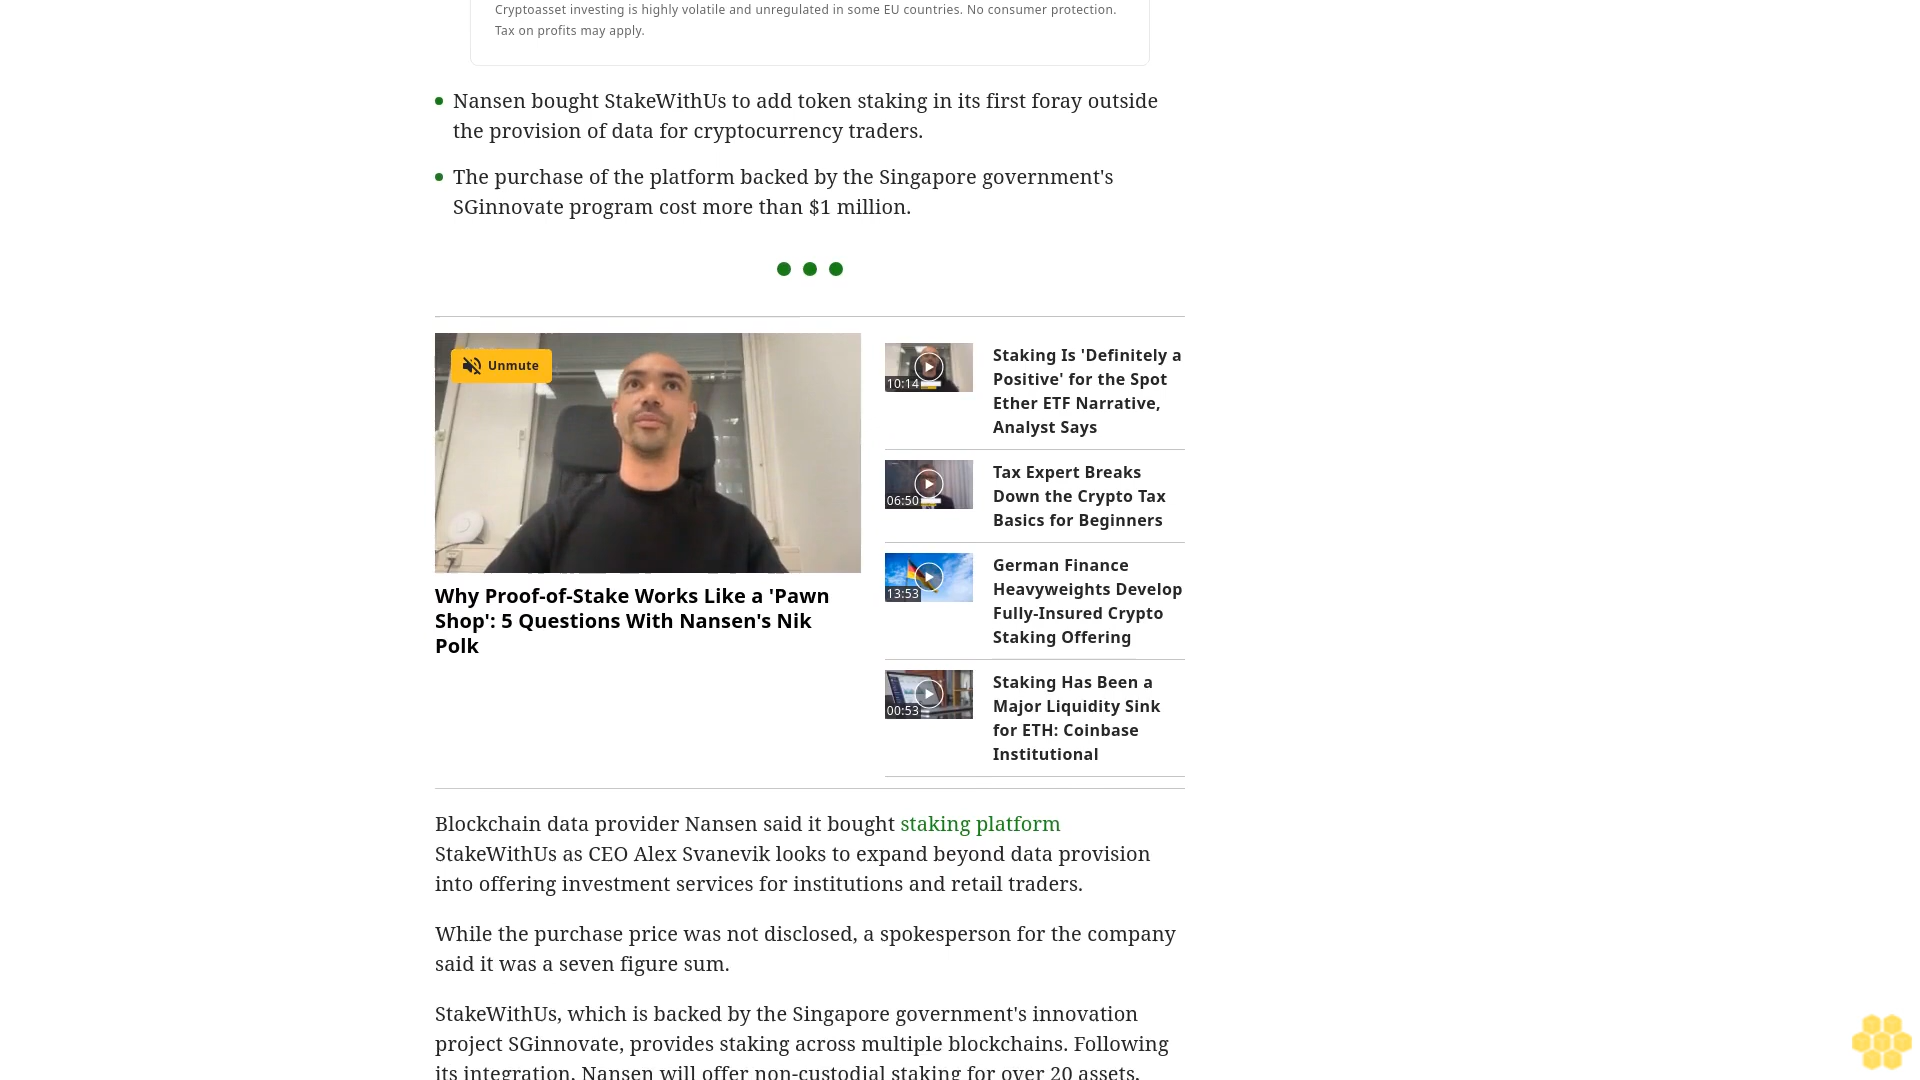 Cryptoasset investing is highly volatile and unregulated in some EU countries. No consumer protection.
Tax on profits may apply.
Nansen bought StakeWithUs to add token staking in its first foray outside
the provision of data for cryptocurrency traders.
The purchase of the platform backed by the Singapore government's
SGinnovate program cost more than $1 million.
Unmute
Why Proof-of-Stake Works Like a 'Pawn
Shop': 5 Questions With Nansen's Nik
Polk
10:14
Staking Is 'Definitely a
Positive' for the Spot
Ether ETF Narrative,
Analyst Says
06:50
Tax Expert Breaks
Down the Crypto Tax
Basics for Beginners
13:53
German Finance
Heavyweights Develop
Fully-Insured Crypto
Staking Offering
00:53
Staking Has Been a
Major Liquidity Sink
for ETH: Coinbase
Institutional
Blockchain data provider Nansen said it bought staking platform
StakeWithUs as CEO Alex Svanevik looks to expand beyond data provision
into offering investment services for institutions and retail traders.
While the purchase price was not disclosed, a spokesperson for the company
said it was a seven figure sum.
StakeWithUs, which is backed by the Singapore government's innovation
project SGinnovate, provides staking across multiple blockchains. Following
its integration, Nansen will offer non-custodial staking for over 20 assets,